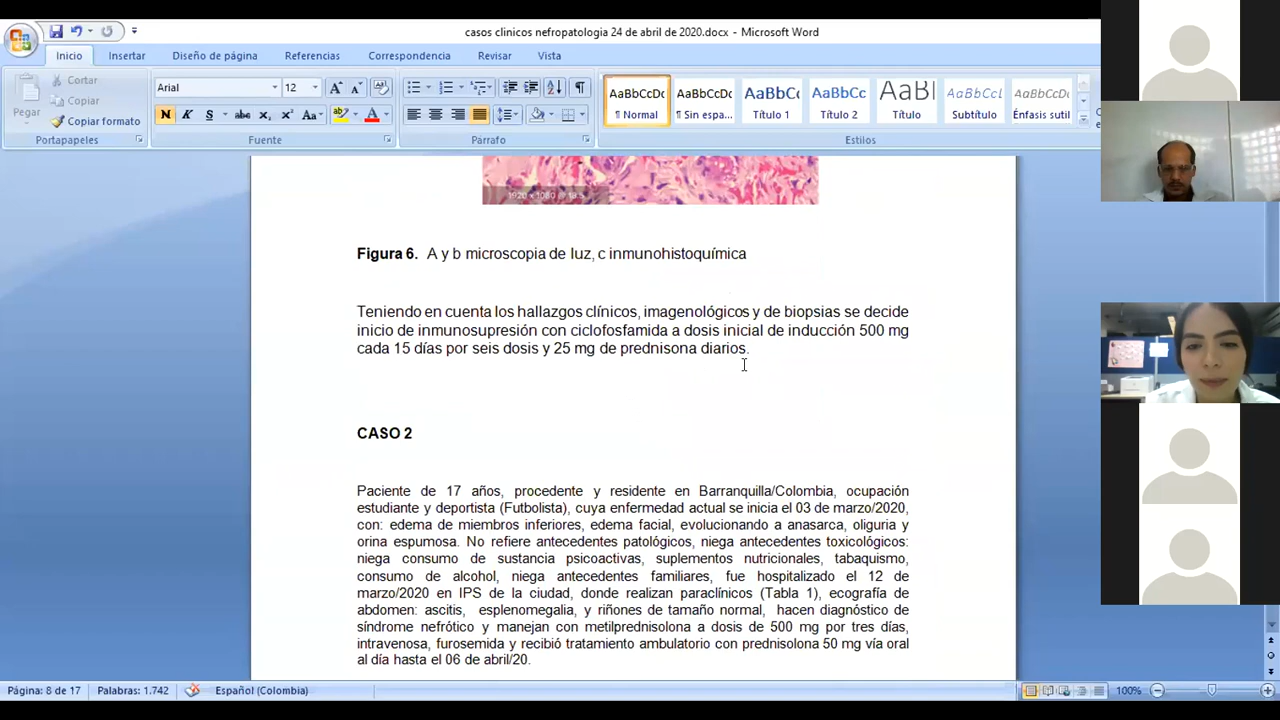 casos clinicos nefropatologia 24 de abril de 2020.docx - Microsoft Word
Inicio Insertar Diseño de página Referencias Correspondencia Revisar Vista
Cortar
Copiar
Pegar
Copiar formato
Portapapeles
Arial 12
N K S abc x₂ x² Aa
Fuente
Párrafo
AaBbCcDc AaBbCcDc AaBbCc AaBbCc AaBl AaBbCcL AaBbCcDc
¶ Normal ¶ Sin espa... Título 1 Título 2 Título Subtítulo Énfasis sutil
Estilos
Figura 6. A y b microscopia de luz, c inmunohistoquímica
Teniendo en cuenta los hallazgos clínicos, imagenológicos y de biopsias se decide
inicio de inmunosupresión con ciclofosfamida a dosis inicial de inducción 500 mg
cada 15 días por seis dosis y 25 mg de prednisona diarios.
CASO 2
Paciente de 17 años, procedente y residente en Barranquilla/Colombia, ocupación
estudiante y deportista (Futbolista), cuya enfermedad actual se inicia el 03 de marzo/2020,
con: edema de miembros inferiores, edema facial, evolucionando a anasarca, oliguria y
orina espumosa. No refiere antecedentes patológicos, niega antecedentes toxicológicos:
niega consumo de sustancia psicoactivas, suplementos nutricionales, tabaquismo,
consumo de alcohol, niega antecedentes familiares, fue hospitalizado el 12 de
marzo/2020 en IPS de la ciudad, donde realizan paraclínicos (Tabla 1), ecografía de
abdomen: ascitis, esplenomegalia, y riñones de tamaño normal, hacen diagnóstico de
síndrome nefrótico y manejan con metilprednisolona a dosis de 500 mg por tres días,
intravenosa, furosemida y recibió tratamiento ambulatorio con prednisolona 50 mg vía oral
al día hasta el 06 de abril/20.
Página: 8 de 17 Palabras: 1.742 Español (Colombia) 100%